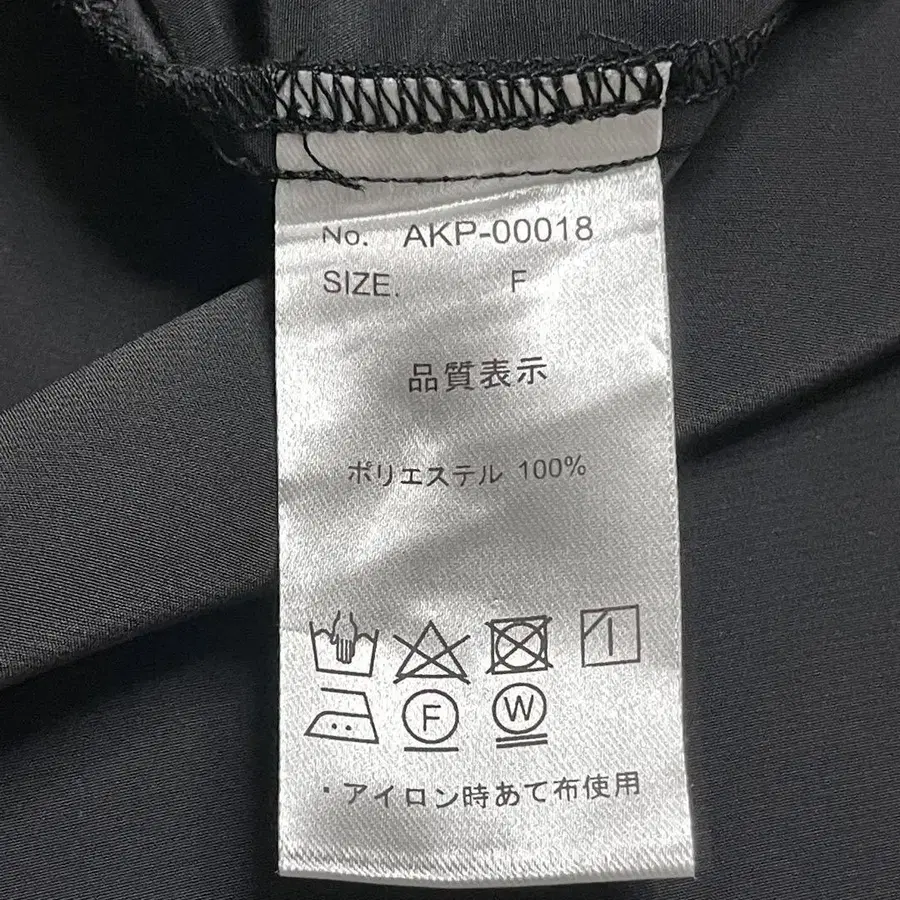 No. AKP-00018
SIZE. F
品質表示
ポリエステル 100%
F W
・アイロン時あて布使用